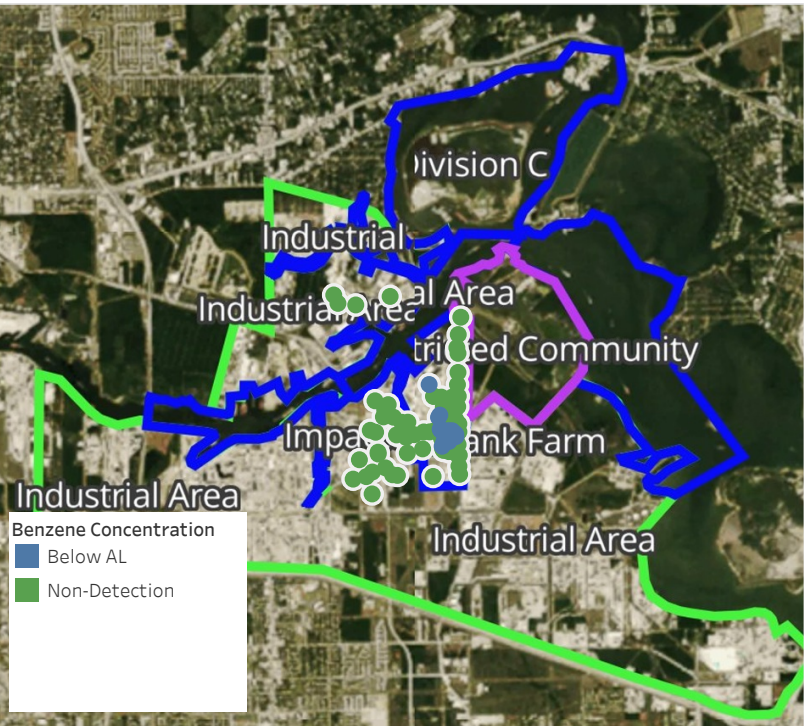 Division C
Industrial
al Area
Industrial Area
tricted Community
Impa
ank Farm
Industrial Area
Industrial Area
Benzene Concentration
Below AL
Non-Detection